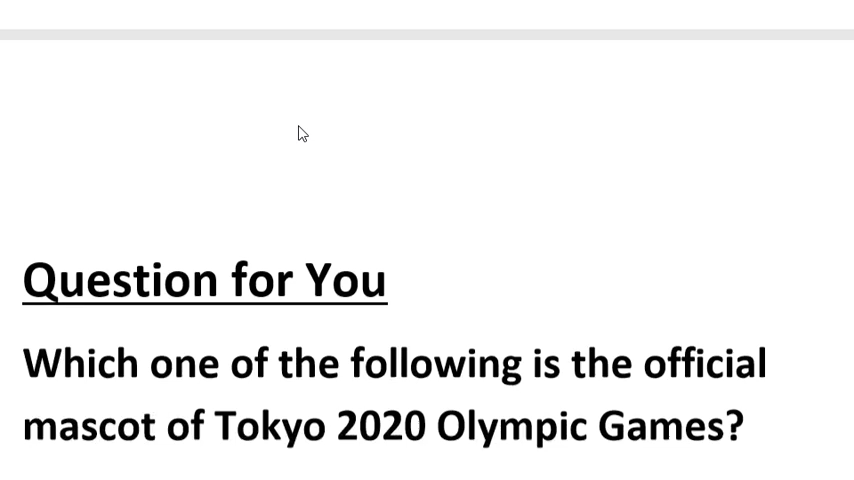 Question for You
Which one of the following is the official
mascot of Tokyo 2020 Olympic Games?